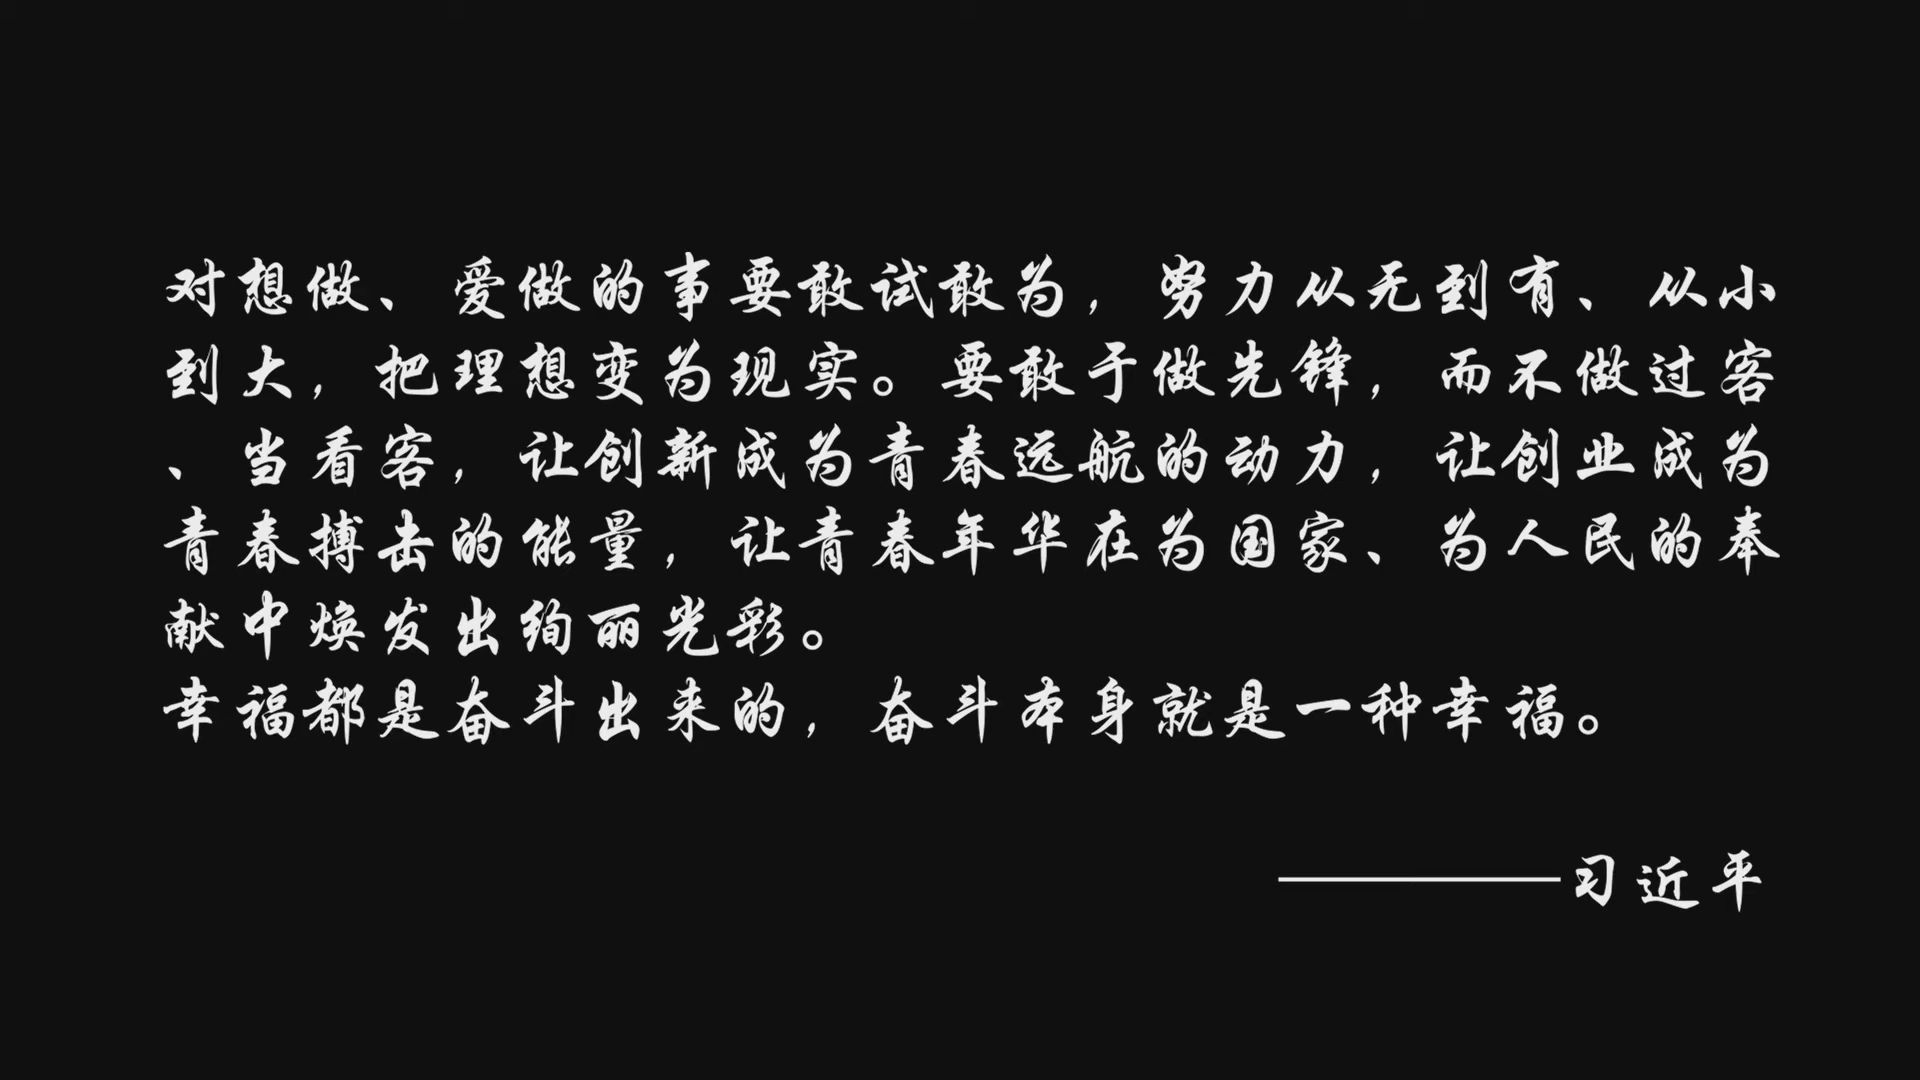 对想做、爱做的事要敢试敢为，努力从无到有、从小
到大，把理想变为现实。要敢于做先锋，而不做过客
、当看客，让创新成为青春远航的动力，让创业成为
青春搏击的能量，让青春年华在为国家、为人民的奉
献中焕发出绚丽光彩。
幸福都是奋斗出来的，奋斗本身就是一种幸福。
————习近平